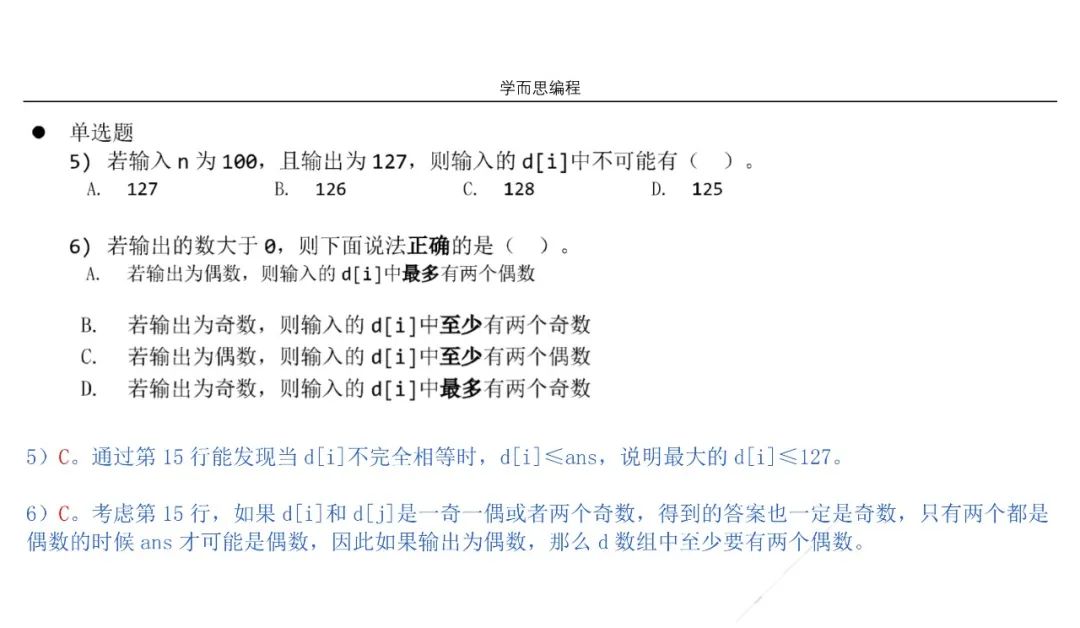 学而思编程
● 单选题
5) 若输入 n 为 100，且输出为 127，则输入的 d[i]中不可能有（ ）。
A. 127 B. 126 C. 128 D. 125
6) 若输出的数大于 0，则下面说法正确的是（ ）。
A. 若输出为偶数，则输入的 d[i]中最多有两个偶数
B. 若输出为奇数，则输入的 d[i]中至少有两个奇数
C. 若输出为偶数，则输入的 d[i]中至少有两个偶数
D. 若输出为奇数，则输入的 d[i]中最多有两个奇数
5）C。通过第 15 行能发现当 d[i]不完全相等时，d[i]≤ans，说明最大的 d[i]≤127。
6）C。考虑第 15 行，如果 d[i]和 d[j]是一奇一偶或者两个奇数，得到的答案也一定是奇数，只有两个都是
偶数的时候 ans 才可能是偶数，因此如果输出为偶数，那么 d 数组中至少要有两个偶数。